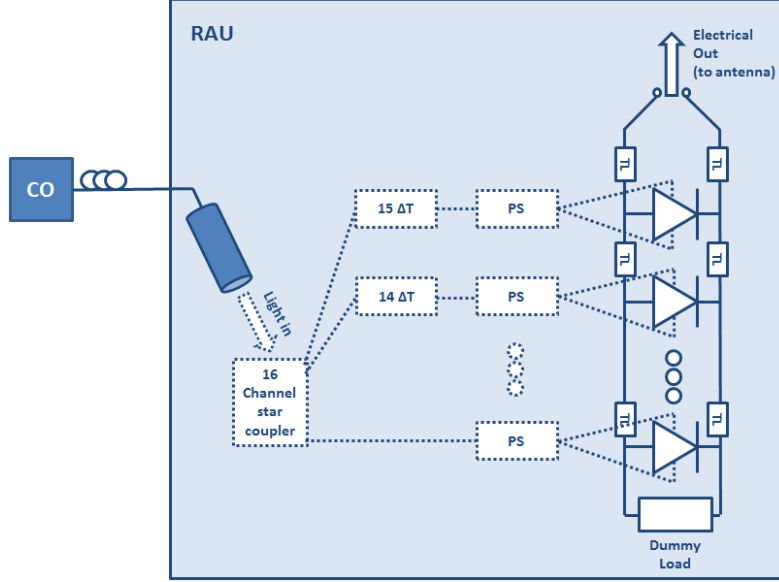 RAU
Electrical
Out
(to antenna)
TL
TL
CO
15 ΔT
PS
TL
TL
14 ΔT
PS
Light in
16
Channel
star
coupler
TL
TL
PS
Dummy
Load